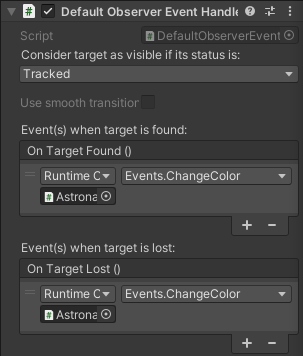 Default Observer Event Handle
Script
DefaultObserverEvent
Consider target as visible if its status is:
Tracked
Use smooth transition
Event(s) when target is found:
On Target Found ()
Runtime O
Events.ChangeColor
Astrona
+ −
Event(s) when target is lost:
On Target Lost ()
Runtime O
Events.ChangeColor
Astrona
+ −